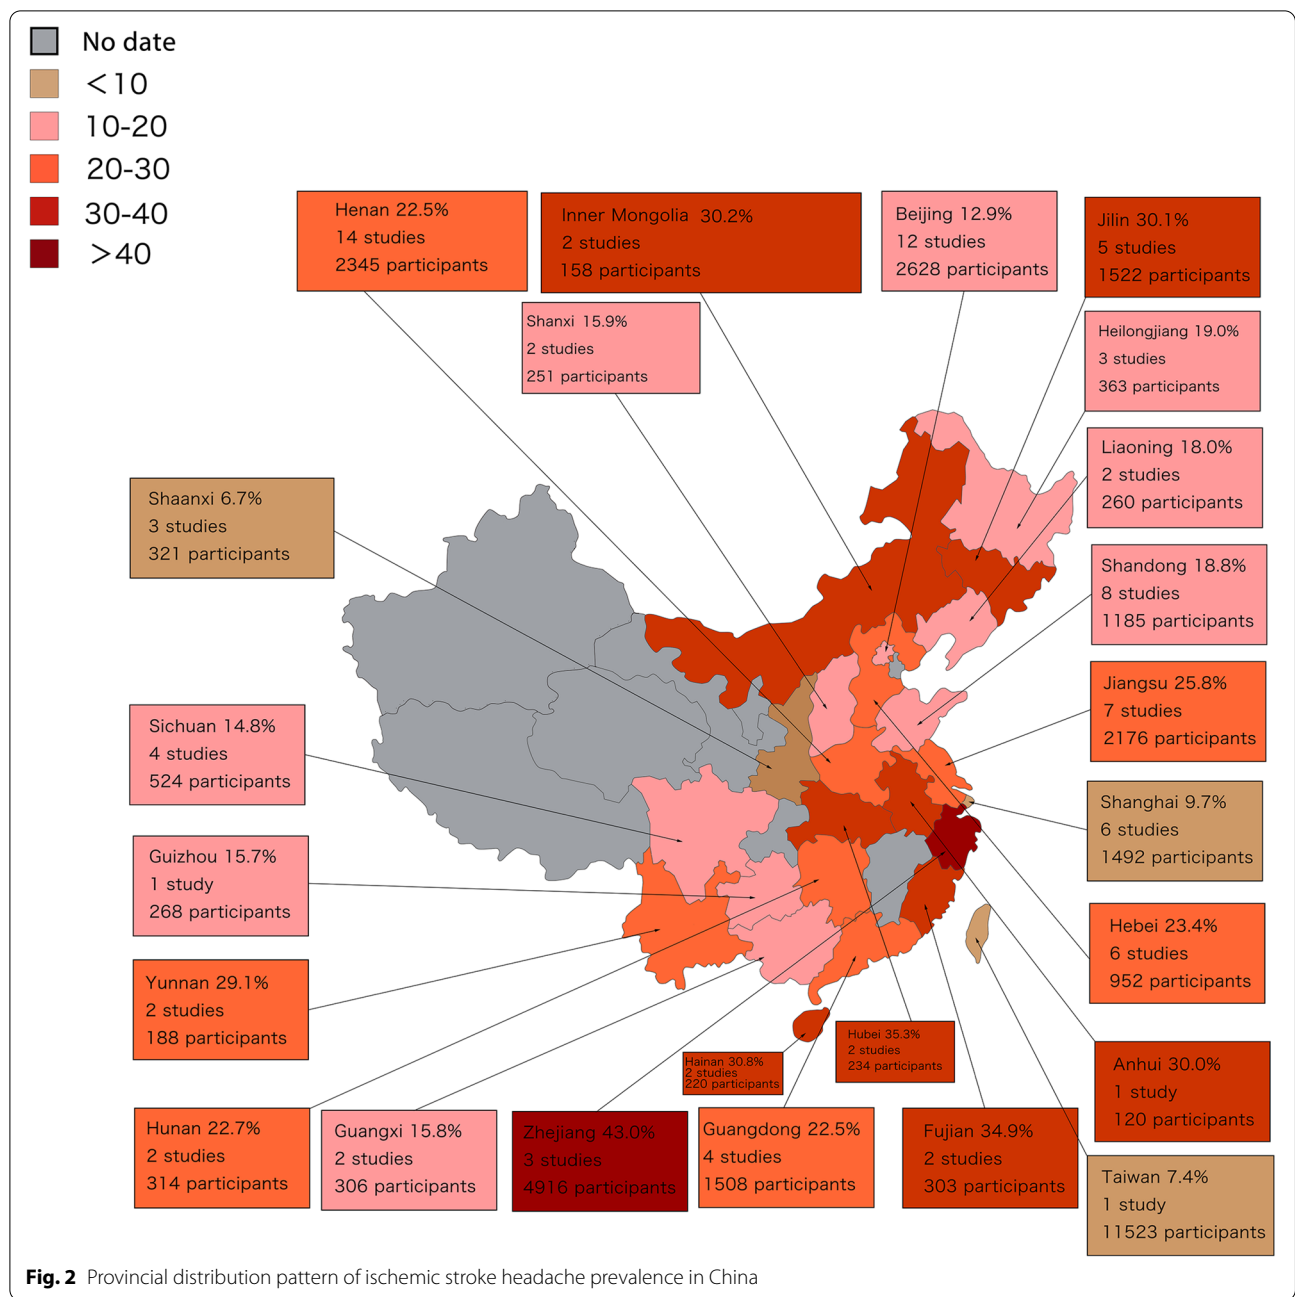 No date
<10
10-20
20-30
30-40
>40
Henan 22.5%
14 studies
2345 participants
Inner Mongolia 30.2%
2 studies
158 participants
Beijing 12.9%
12 studies
2628 participants
Jilin 30.1%
5 studies
1522 participants
Shanxi 15.9%
2 studies
251 participants
Heilongjiang 19.0%
3 studies
363 participants
Liaoning 18.0%
2 studies
260 participants
Shaanxi 6.7%
3 studies
321 participants
Shandong 18.8%
8 studies
1185 participants
Jiangsu 25.8%
7 studies
2176 participants
Sichuan 14.8%
4 studies
524 participants
Shanghai 9.7%
6 studies
1492 participants
Guizhou 15.7%
1 study
268 participants
Hebei 23.4%
6 studies
952 participants
Yunnan 29.1%
2 studies
188 participants
Hubei 35.3%
2 studies
234 participants
Hainan 30.8%
2 studies
220 participants
Anhui 30.0%
1 study
120 participants
Hunan 22.7%
2 studies
314 participants
Guangxi 15.8%
2 studies
306 participants
Zhejiang 43.0%
3 studies
4916 participants
Guangdong 22.5%
4 studies
1508 participants
Fujian 34.9%
2 studies
303 participants
Taiwan 7.4%
1 study
11523 participants
Fig. 2 Provincial distribution pattern of ischemic stroke headache prevalence in China